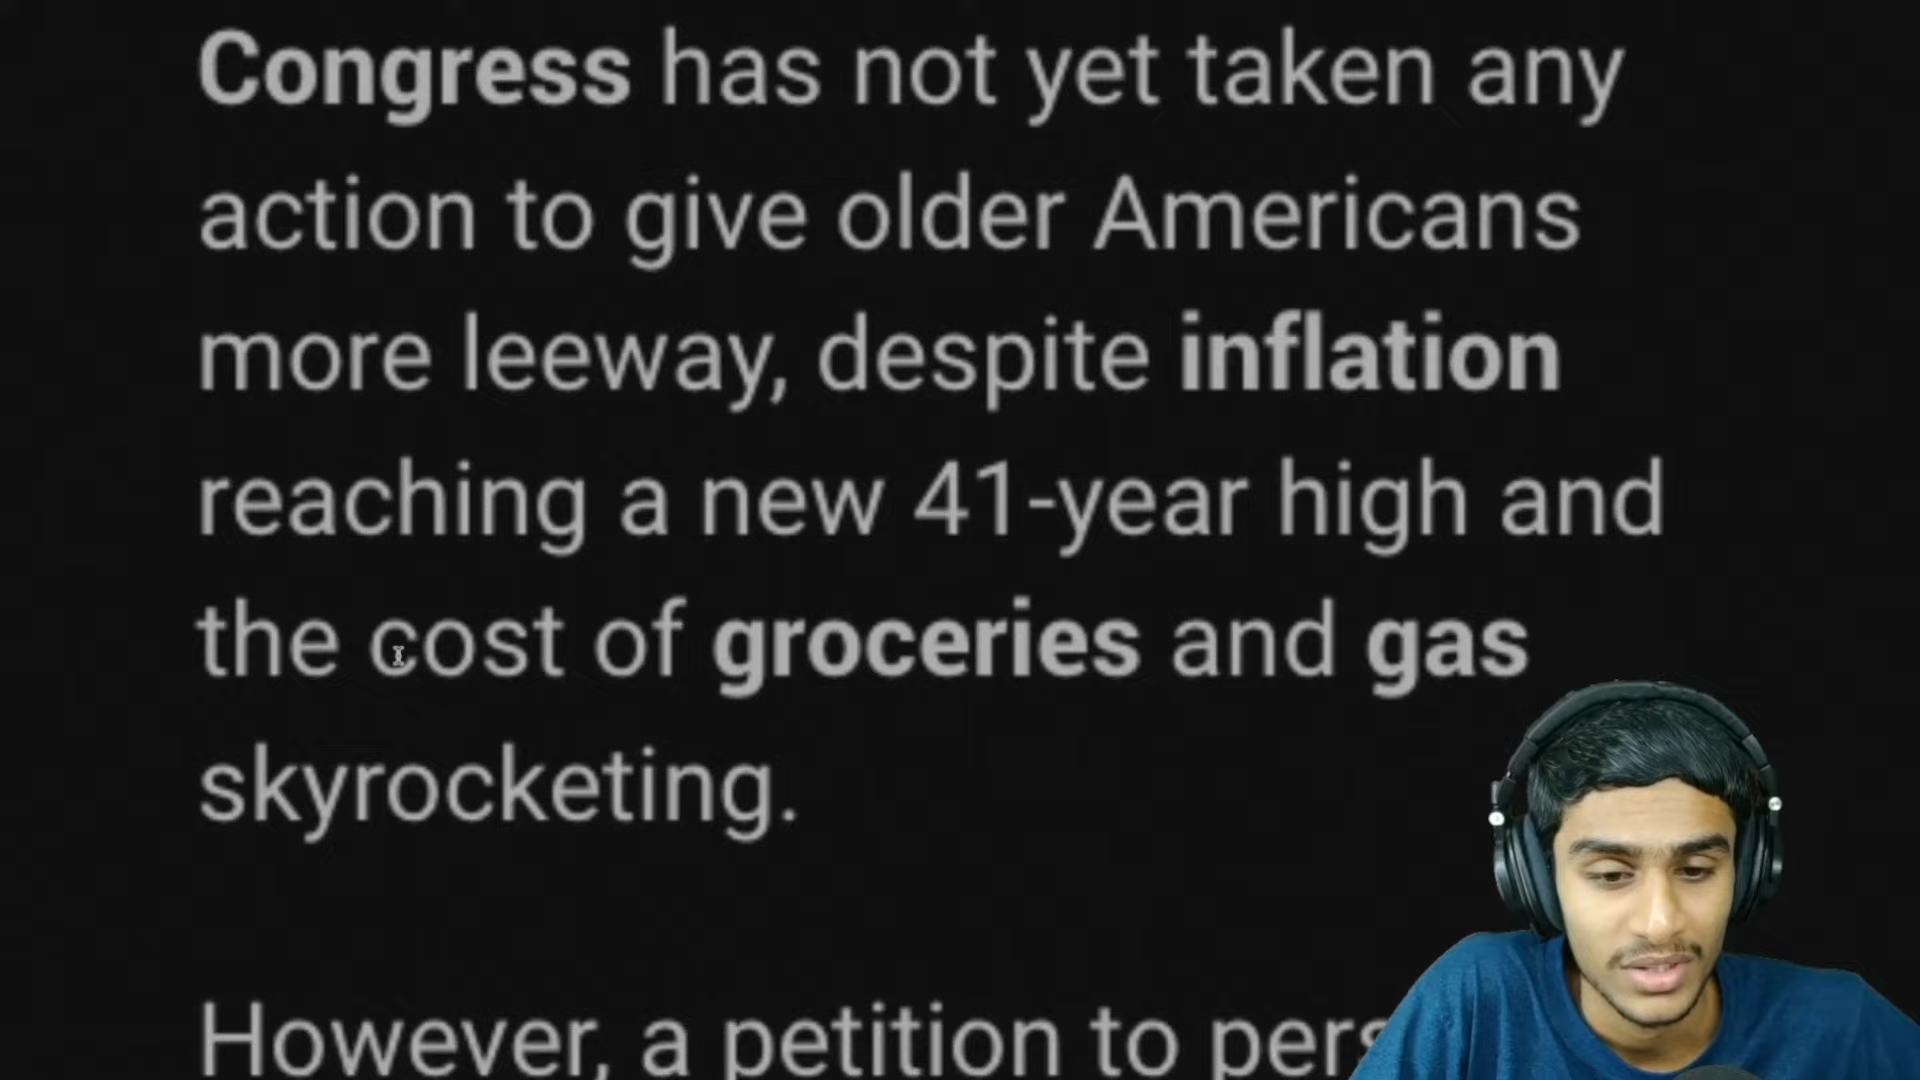 Congress has not yet taken any
action to give older Americans
more leeway, despite inflation
reaching a new 41-year high and
the cost of groceries and gas
skyrocketing.
However, a petition to